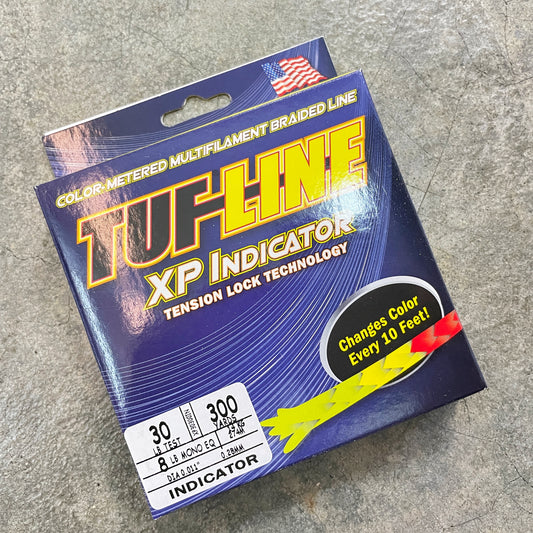 COLOR-METERED MULTIFILAMENT BRAIDED LINE
TUF-LINE
XP INDICATOR
TENSION LOCK TECHNOLOGY
Changes Color
Every 10 Feet!
30
LB TEST
300
YARDS
274M
8 LB MONO EQ
DIA 0.011"
0.28MM
INDICATOR